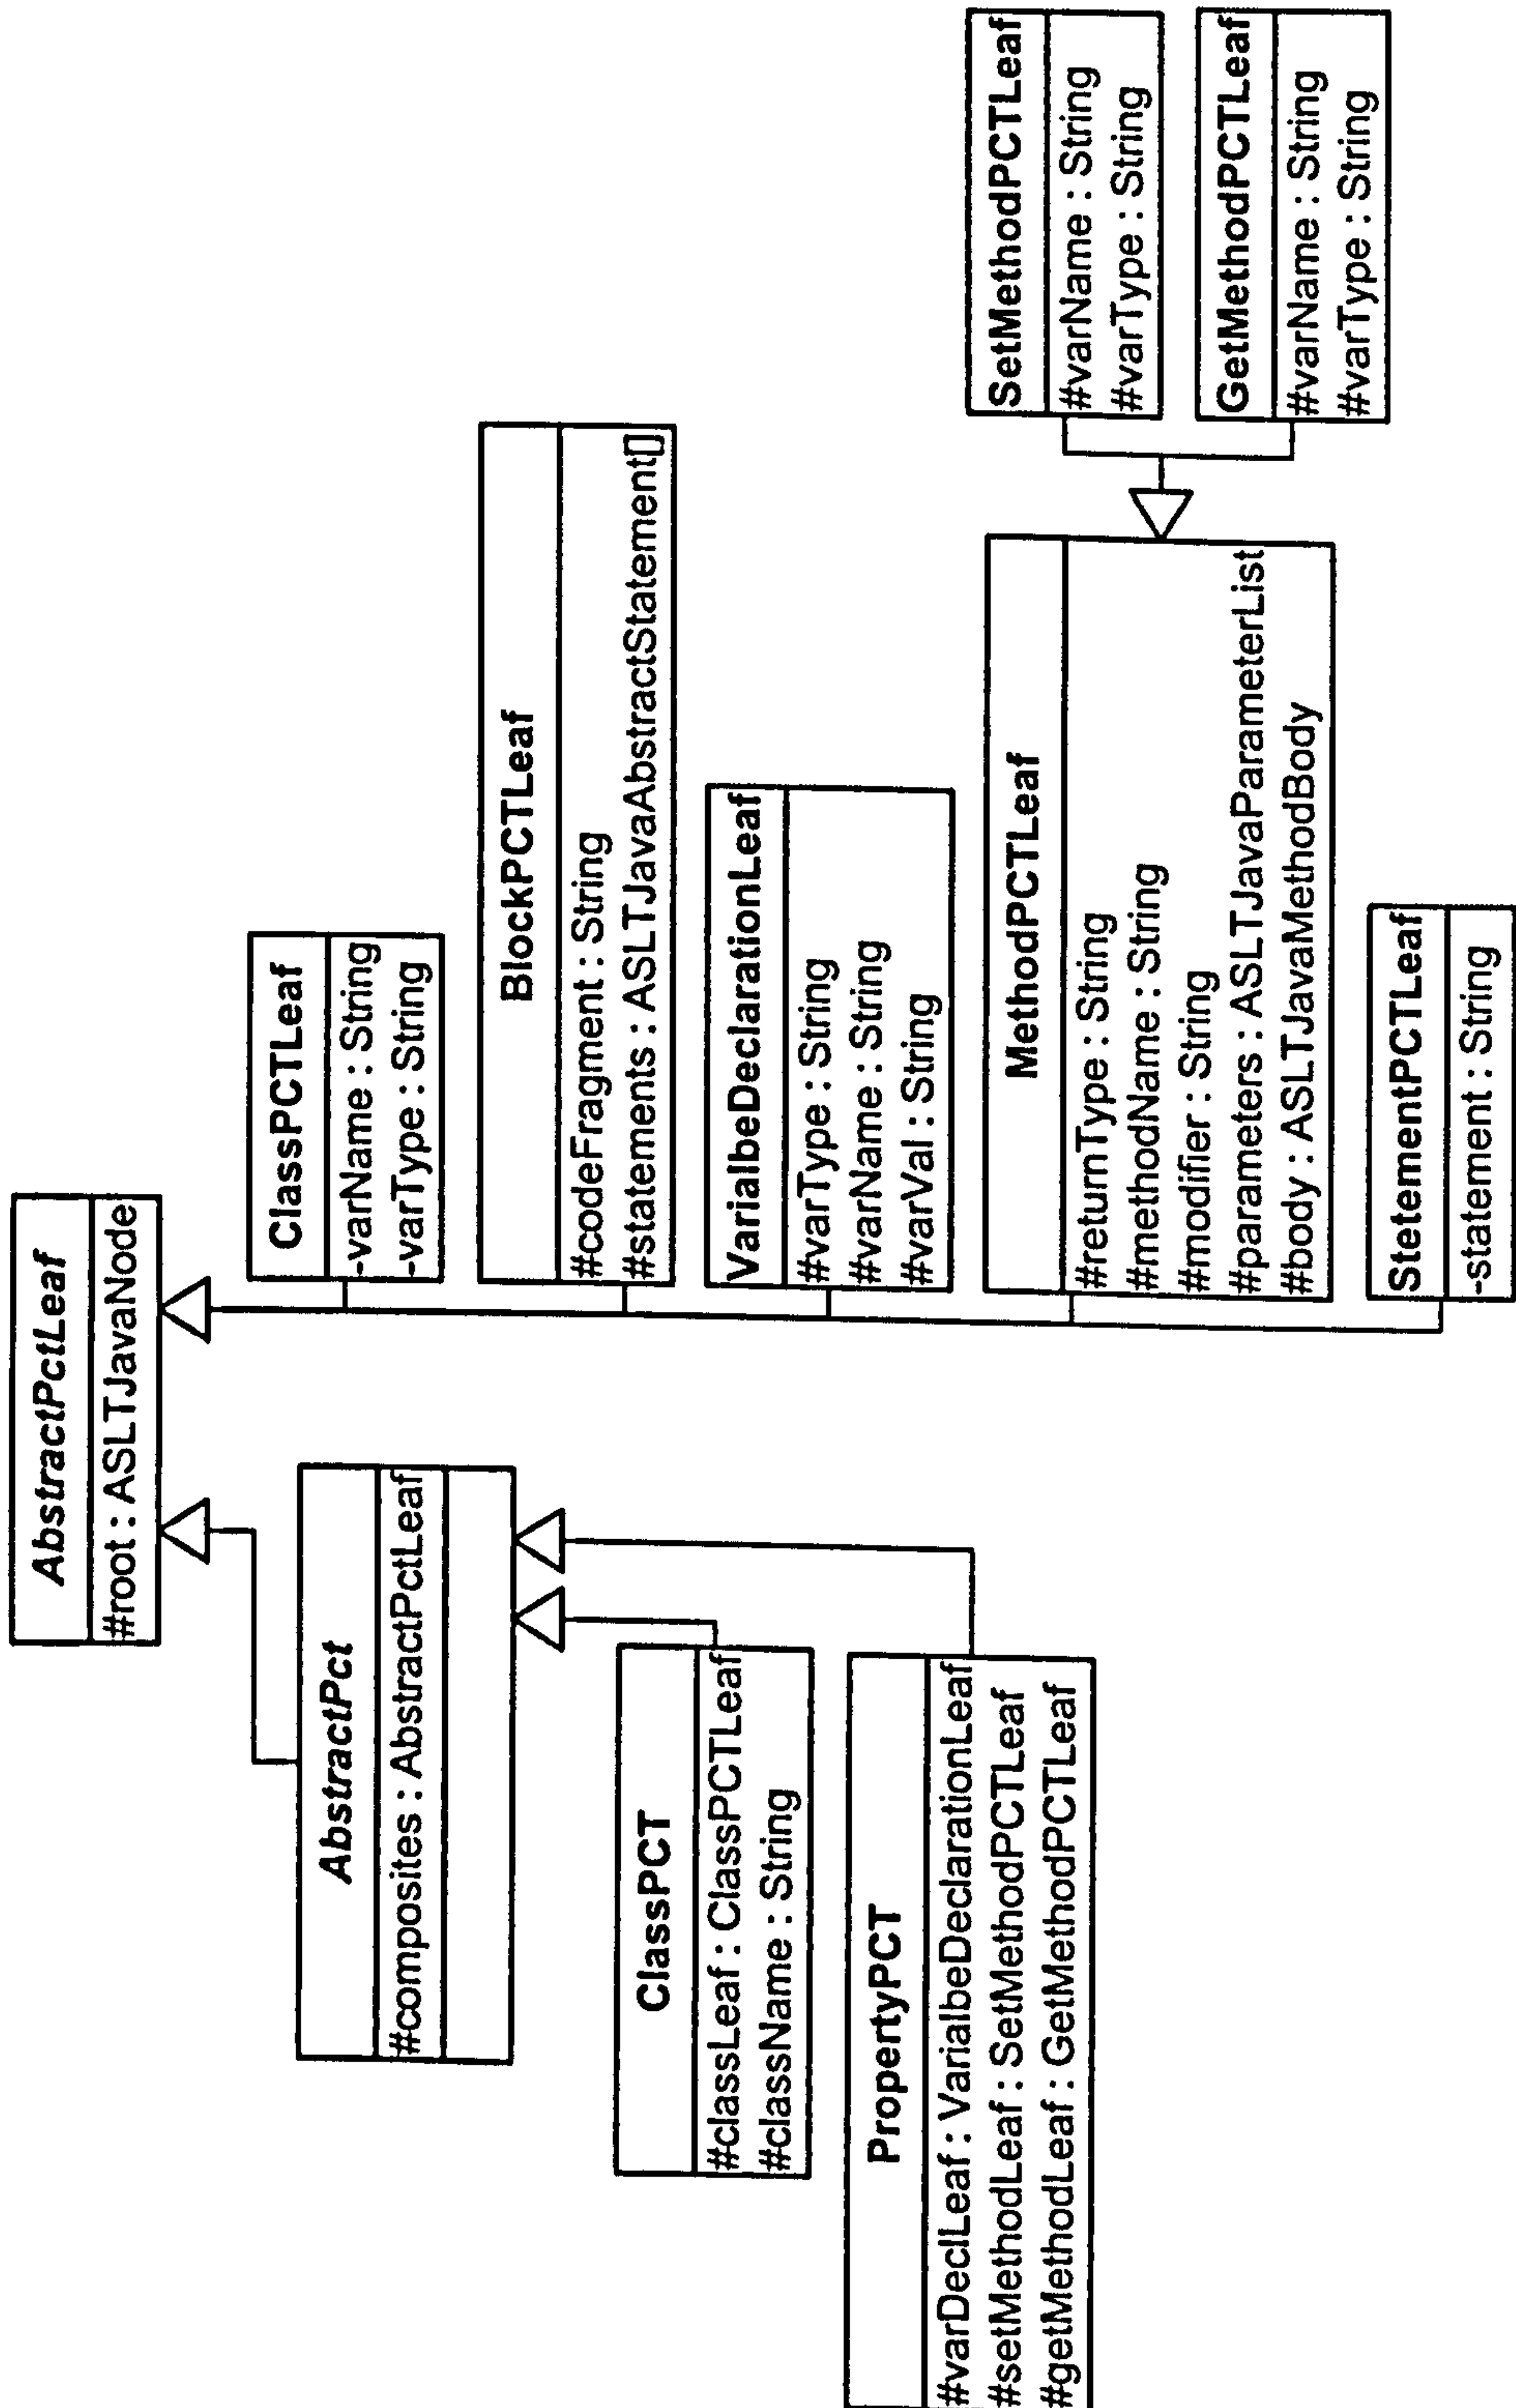 AbstractPctLeaf
#root : ASLTJavaNode
AbstractPct
#composites : AbstractPctLeaf
ClassPCT
#classLeaf : ClassPCTLeaf
#className : String
PropertyPCT
#varDeclLeaf : VarialbeDeclarationLeaf
#setMethodLeaf : SetMethodPCTLeaf
#getMethodLeaf : GetMethodPCTLeaf
ClassPCTLeaf
-varName : String
-varType : String
BlockPCTLeaf
#codeFragment : String
#statements : ASLTJavaAbstractStatement[]
VarialbeDeclarationLeaf
#varType : String
#varName : String
#varVal : String
MethodPCTLeaf
#returnType : String
#methodName : String
#modifier : String
#parameters : ASLTJavaParameterList
#body : ASLTJavaMethodBody
StetementPCTLeaf
-statement : String
SetMethodPCTLeaf
#varName : String
#varType : String
GetMethodPCTLeaf
#varName : String
#varType : String